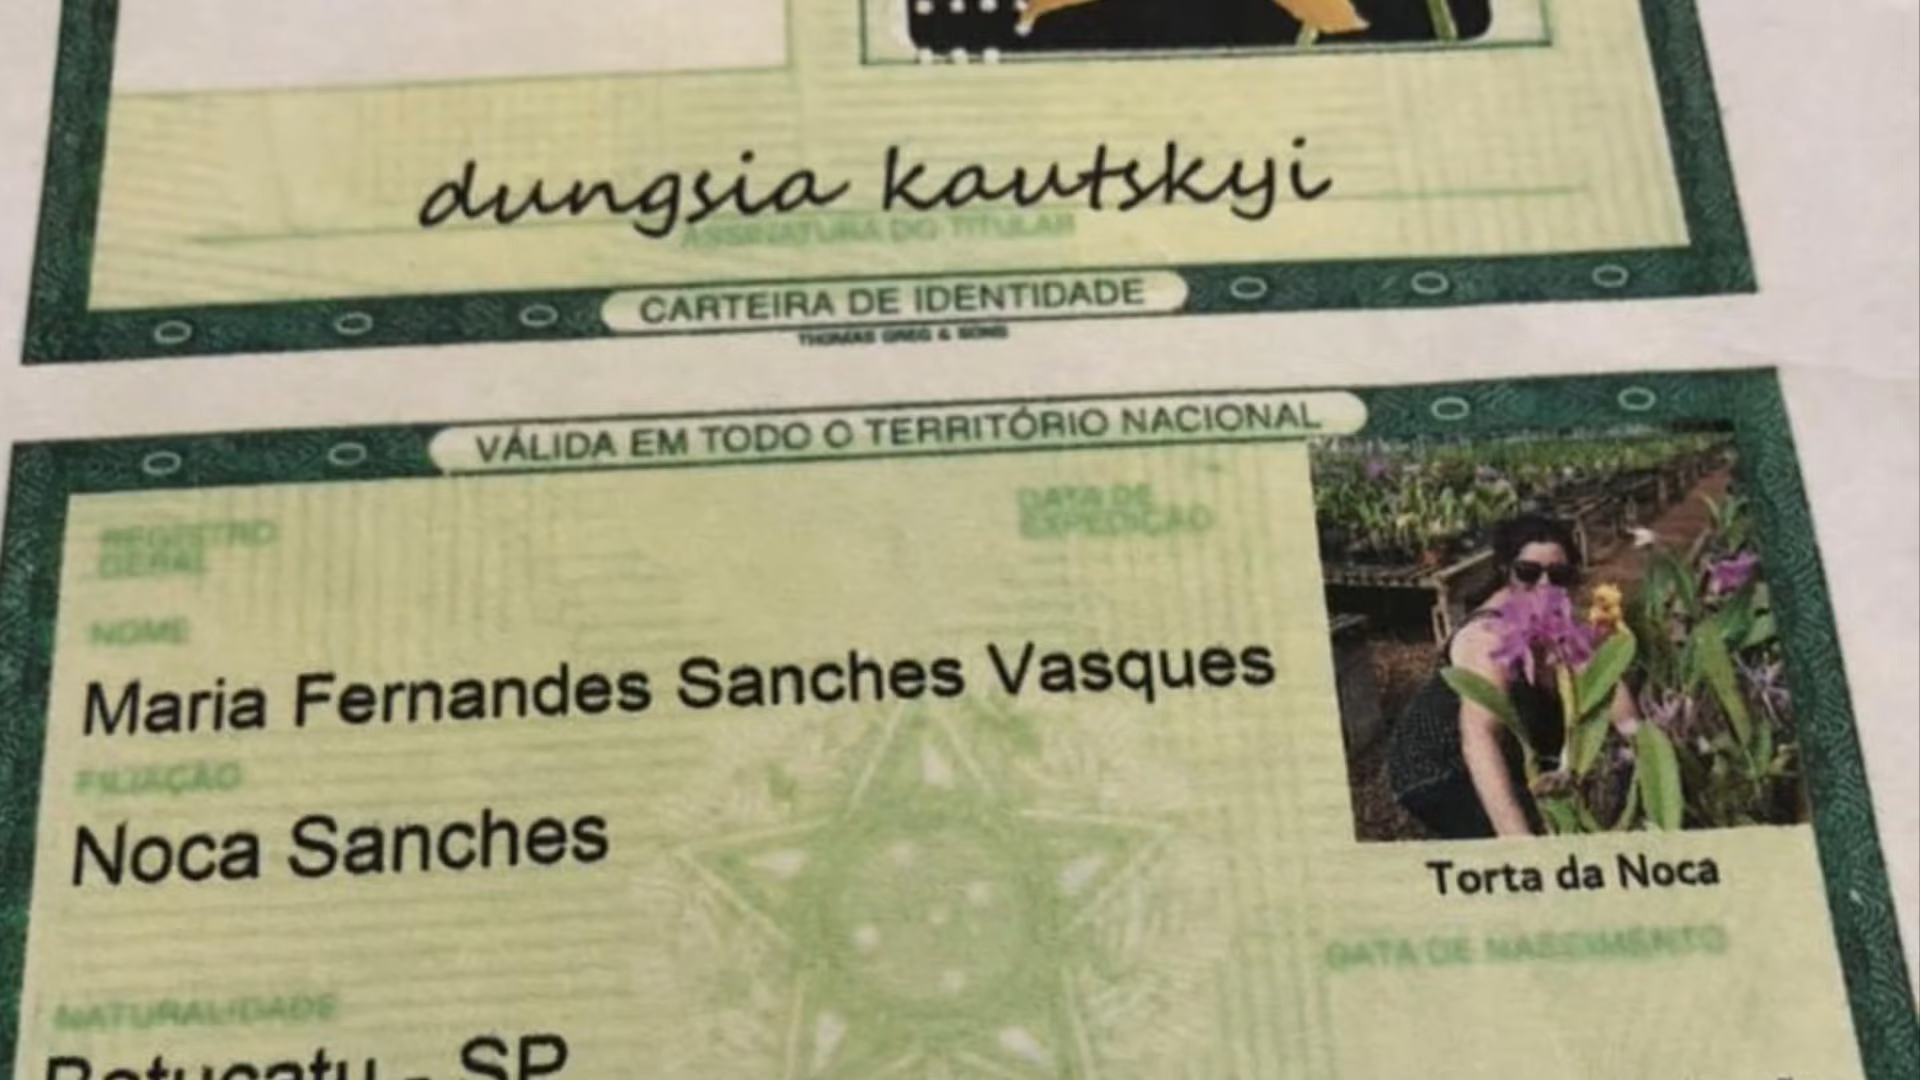 dungsia kautskyi
ASSINATURA DO TITULAR
CARTEIRA DE IDENTIDADE
THOMAS GREG & SONS
VÁLIDA EM TODO O TERRITÓRIO NACIONAL
REGISTRO
GERAL
DATA DE
EXPEDIÇÃO
NOME
Maria Fernandes Sanches Vasques
FILIAÇÃO
Noca Sanches
Torta da Noca
DATA DE NASCIMENTO
NATURALIDADE
Botucatu - SP